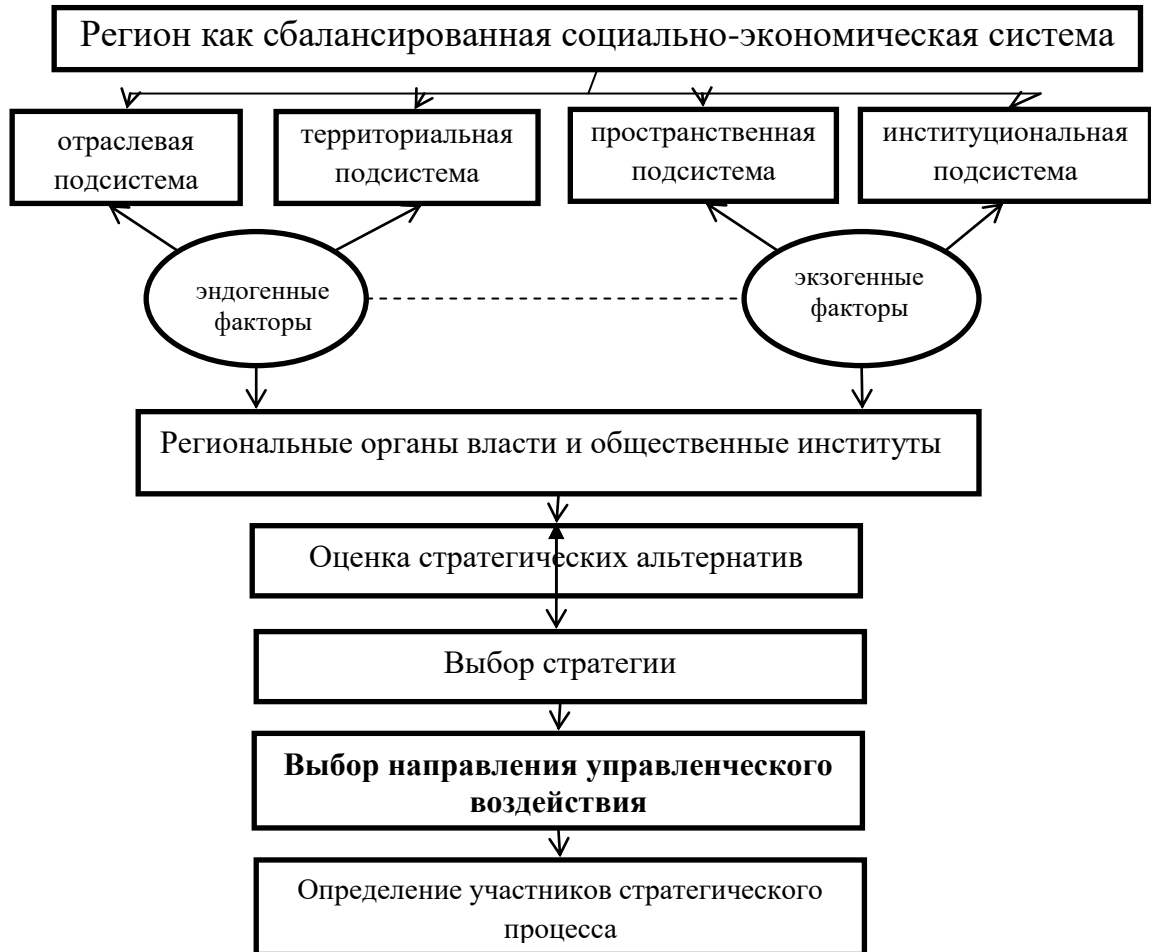 Регион как сбалансированная социально-экономическая система
отраслевая
подсистема
территориальная
подсистема
пространственная
подсистема
институциональная
подсистема
эндогенные
факторы
экзогенные
факторы
Региональные органы власти и общественные институты
Оценка стратегических альтернатив
Выбор стратегии
Выбор направления управленческого
воздействия
Определение участников стратегического
процесса